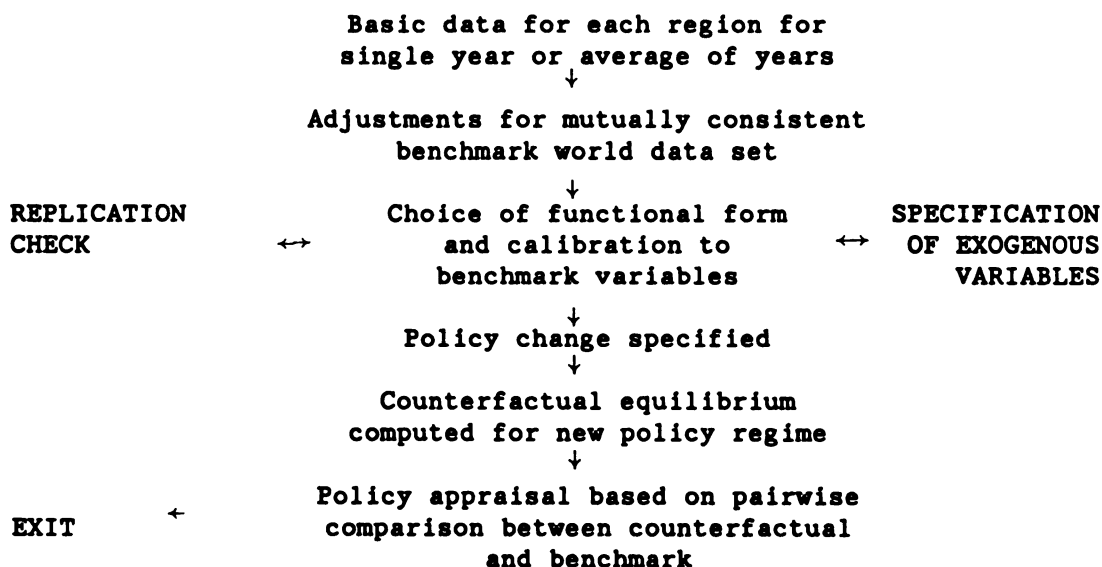 Basic data for each region for
single year or average of years
↓
Adjustments for mutually consistent
benchmark world data set
↓
REPLICATION
CHECK
↔
Choice of functional form
and calibration to
benchmark variables
↔
SPECIFICATION
OF EXOGENOUS
VARIABLES
↓
Policy change specified
↓
Counterfactual equilibrium
computed for new policy regime
↓
Policy appraisal based on pairwise
comparison between counterfactual
and benchmark
←
EXIT